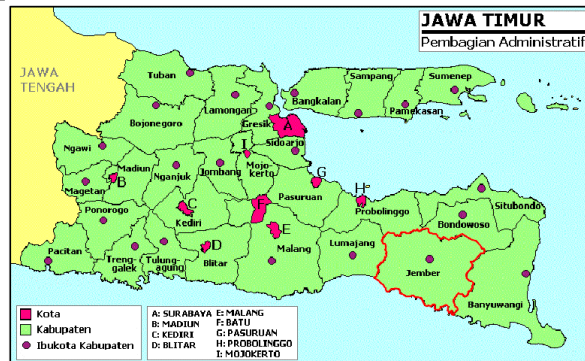 JAWA TIMUR
Pembagian Administratif
JAWA
TENGAH
Tuban
Sampang
Sumenep
Bangkalan
Pamekasan
Lamongan
Gresik
A
Bojonegoro
Sidoarjo
I
Ngawi
Madiun
B
Nganjuk
Jombang
Mojo-
kerto
G
Magetan
Pasuruan
H
Probolinggo
Situbondo
Ponorogo
C
Kediri
F
Bondowoso
E
Pacitan
Treng-
galek
Tulung-
agung
D
Blitar
Malang
Lumajang
Jember
Banyuwangi
Kota
Kabupaten
Ibukota Kabupaten
A: SURABAYA E: MALANG
B: MADIUN F: BATU
C: KEDIRI G: PASURUAN
D: BLITAR H: PROBOLINGGO
I: MOJOKERTO